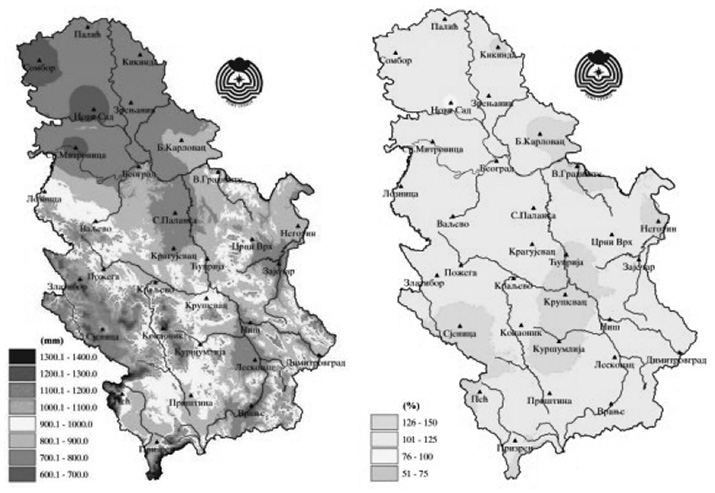 Палић
Сомбор
Кикинда
Нови Сад
Зрењанин
Б.Карловац
С.Митровица
Београд
В.Градиште
Лозница
Ваљево
С.Паланка
Неготин
Црни Врх
Крагујевац
Ћуприја
Зајечар
Пожега
Златибор
Краљево
Крушевац
Сјеница
Копаоник
Ниш
Куршумлија
Димитровград
Лесковац
Пећ
Приштина
Врање
Призрен
(mm)
1300.1 - 1400.0
1200.1 - 1300.0
1100.1 - 1200.0
1000.1 - 1100.0
900.1 - 1000.0
800.1 - 900.0
700.1 - 800.0
600.1 - 700.0
Палић
Сомбор
Кикинда
Зрењанин
Нови Сад
Б.Карловац
С.Митровица
Београд
В.Градиште
Лозница
С.Паланка
Ваљево
Неготин
Црни Врх
Крагујевац
Ћуприја
Зајечар
Пожега
Златибор
Краљево
Крушевац
Ниш
Сјеница
Копаоник
Куршумлија
Лесковац
Димитровград
Пећ
Приштина
Врање
Призрен
(%)
126 - 150
101 - 125
76 - 100
51 - 75